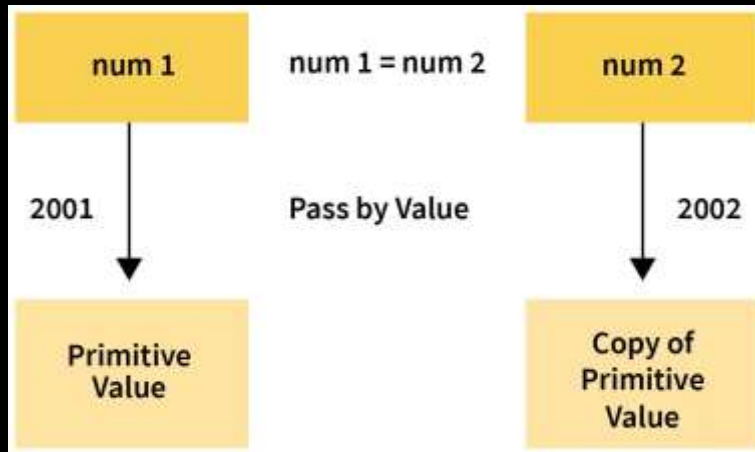 num 1
num 1 = num 2
num 2
2001
Pass by Value
2002
Primitive
Value
Copy of
Primitive
Value